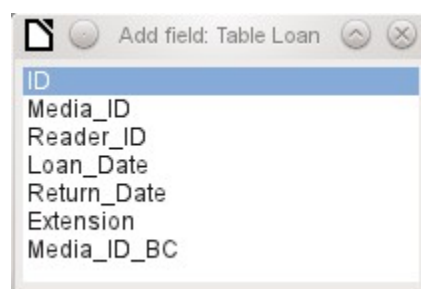 Add field: Table Loan
ID
Media_ID
Reader_ID
Loan_Date
Return_Date
Extension
Media_ID_BC